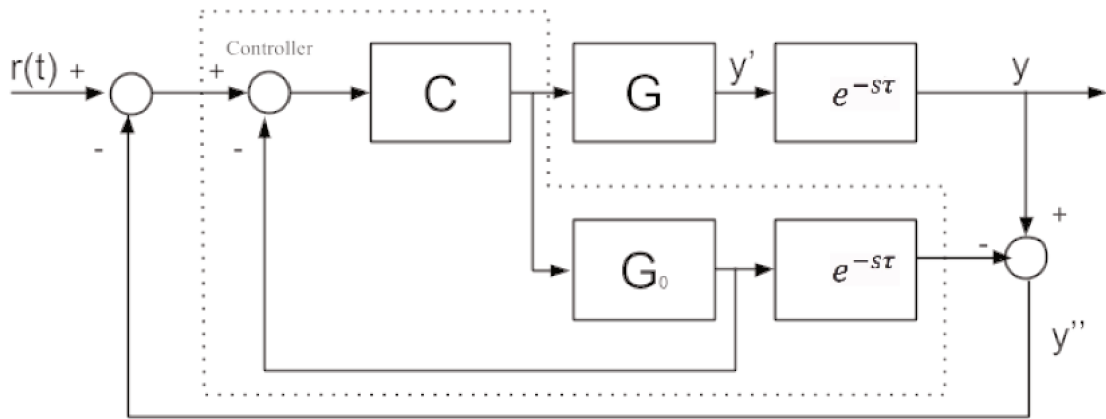 Controller
r(t) + + C G y' e^{-sτ} y
- -
G₀ e^{-sτ} - +
y''